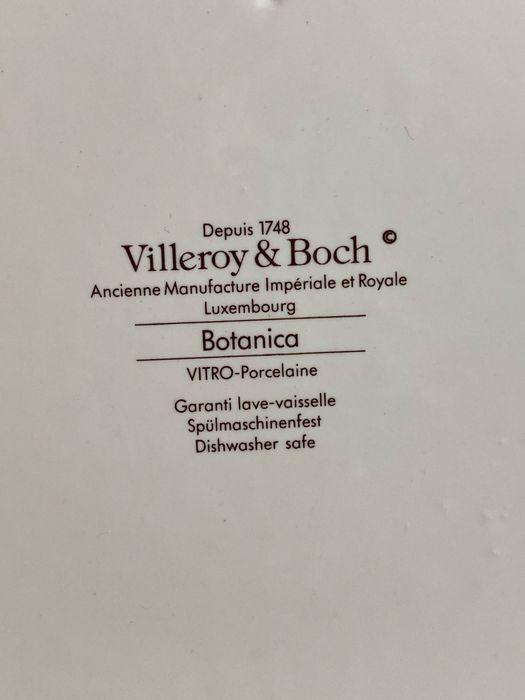 Depuis 1748
Villeroy & Boch ©
Ancienne Manufacture Impériale et Royale
Luxembourg
Botanica
VITRO-Porcelaine
Garanti lave-vaisselle
Spülmaschinenfest
Dishwasher safe